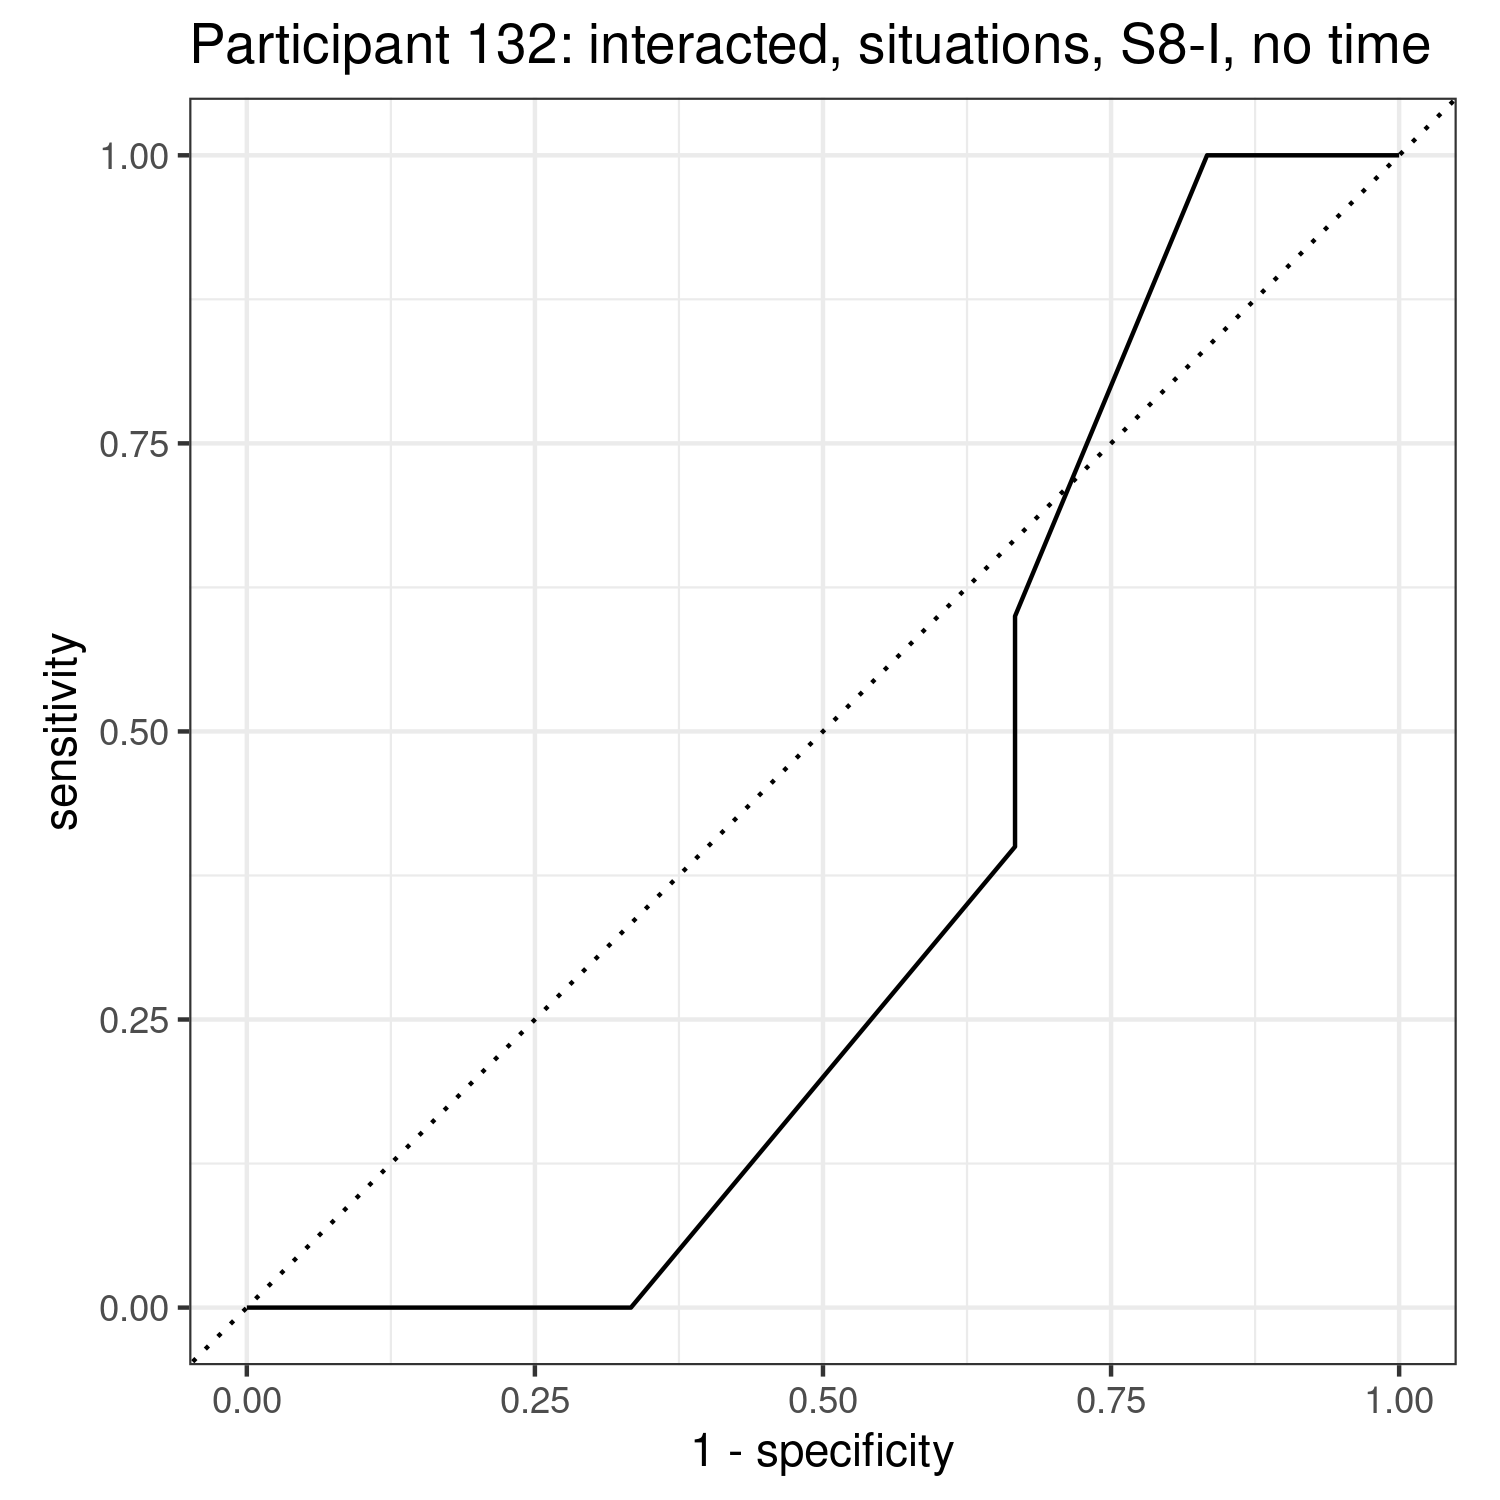 Participant 132: interacted, situations, S8-I, no time
sensitivity
1.00
0.75
0.50
0.25
0.00
0.00 0.25 0.50 0.75 1.00
1 - specificity